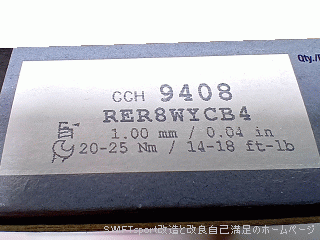 Qty./
CCH 9408
RER8WYCB4
1.00 mm / 0.04 in
20-25 Nm / 14-18 ft-lb
SWIFTsport改造と改良自己満足のホームページ